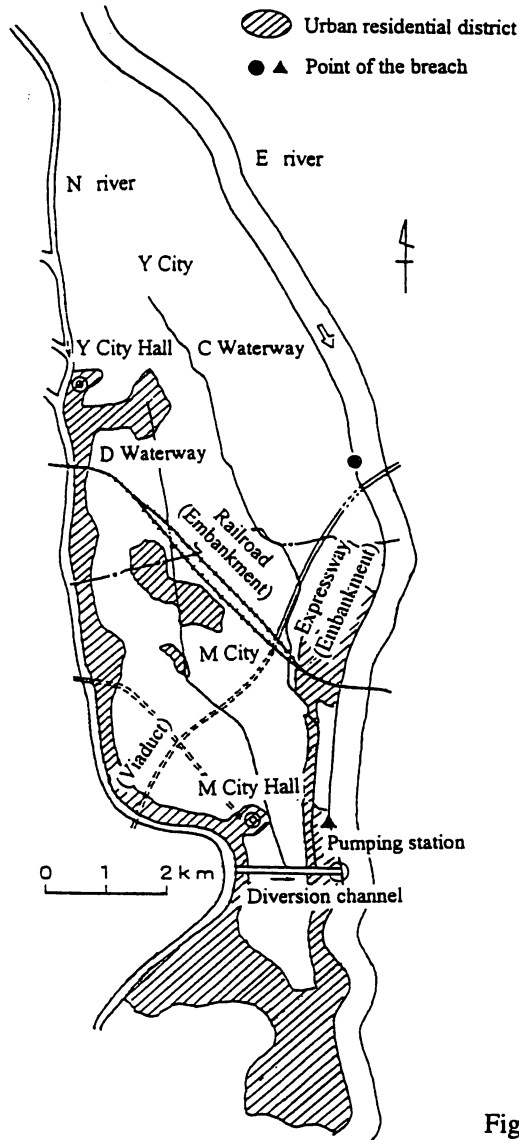 Urban residential district
Point of the breach
E river
N river
Y City
Y City Hall
C Waterway
D Waterway
Railroad
(Embankment)
Expressway
(Embankment)
M City
(Viaduct)
M City Hall
Pumping station
0 1 2 km
Diversion channel
Fig